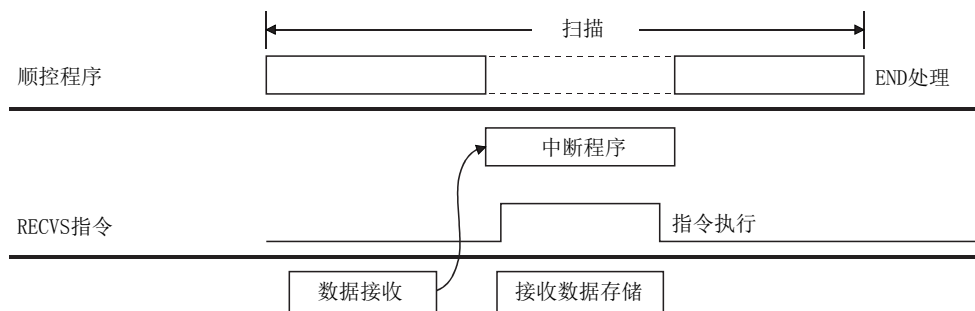 扫描
顺控程序
END处理
中断程序
RECVS指令
指令执行
数据接收
接收数据存储